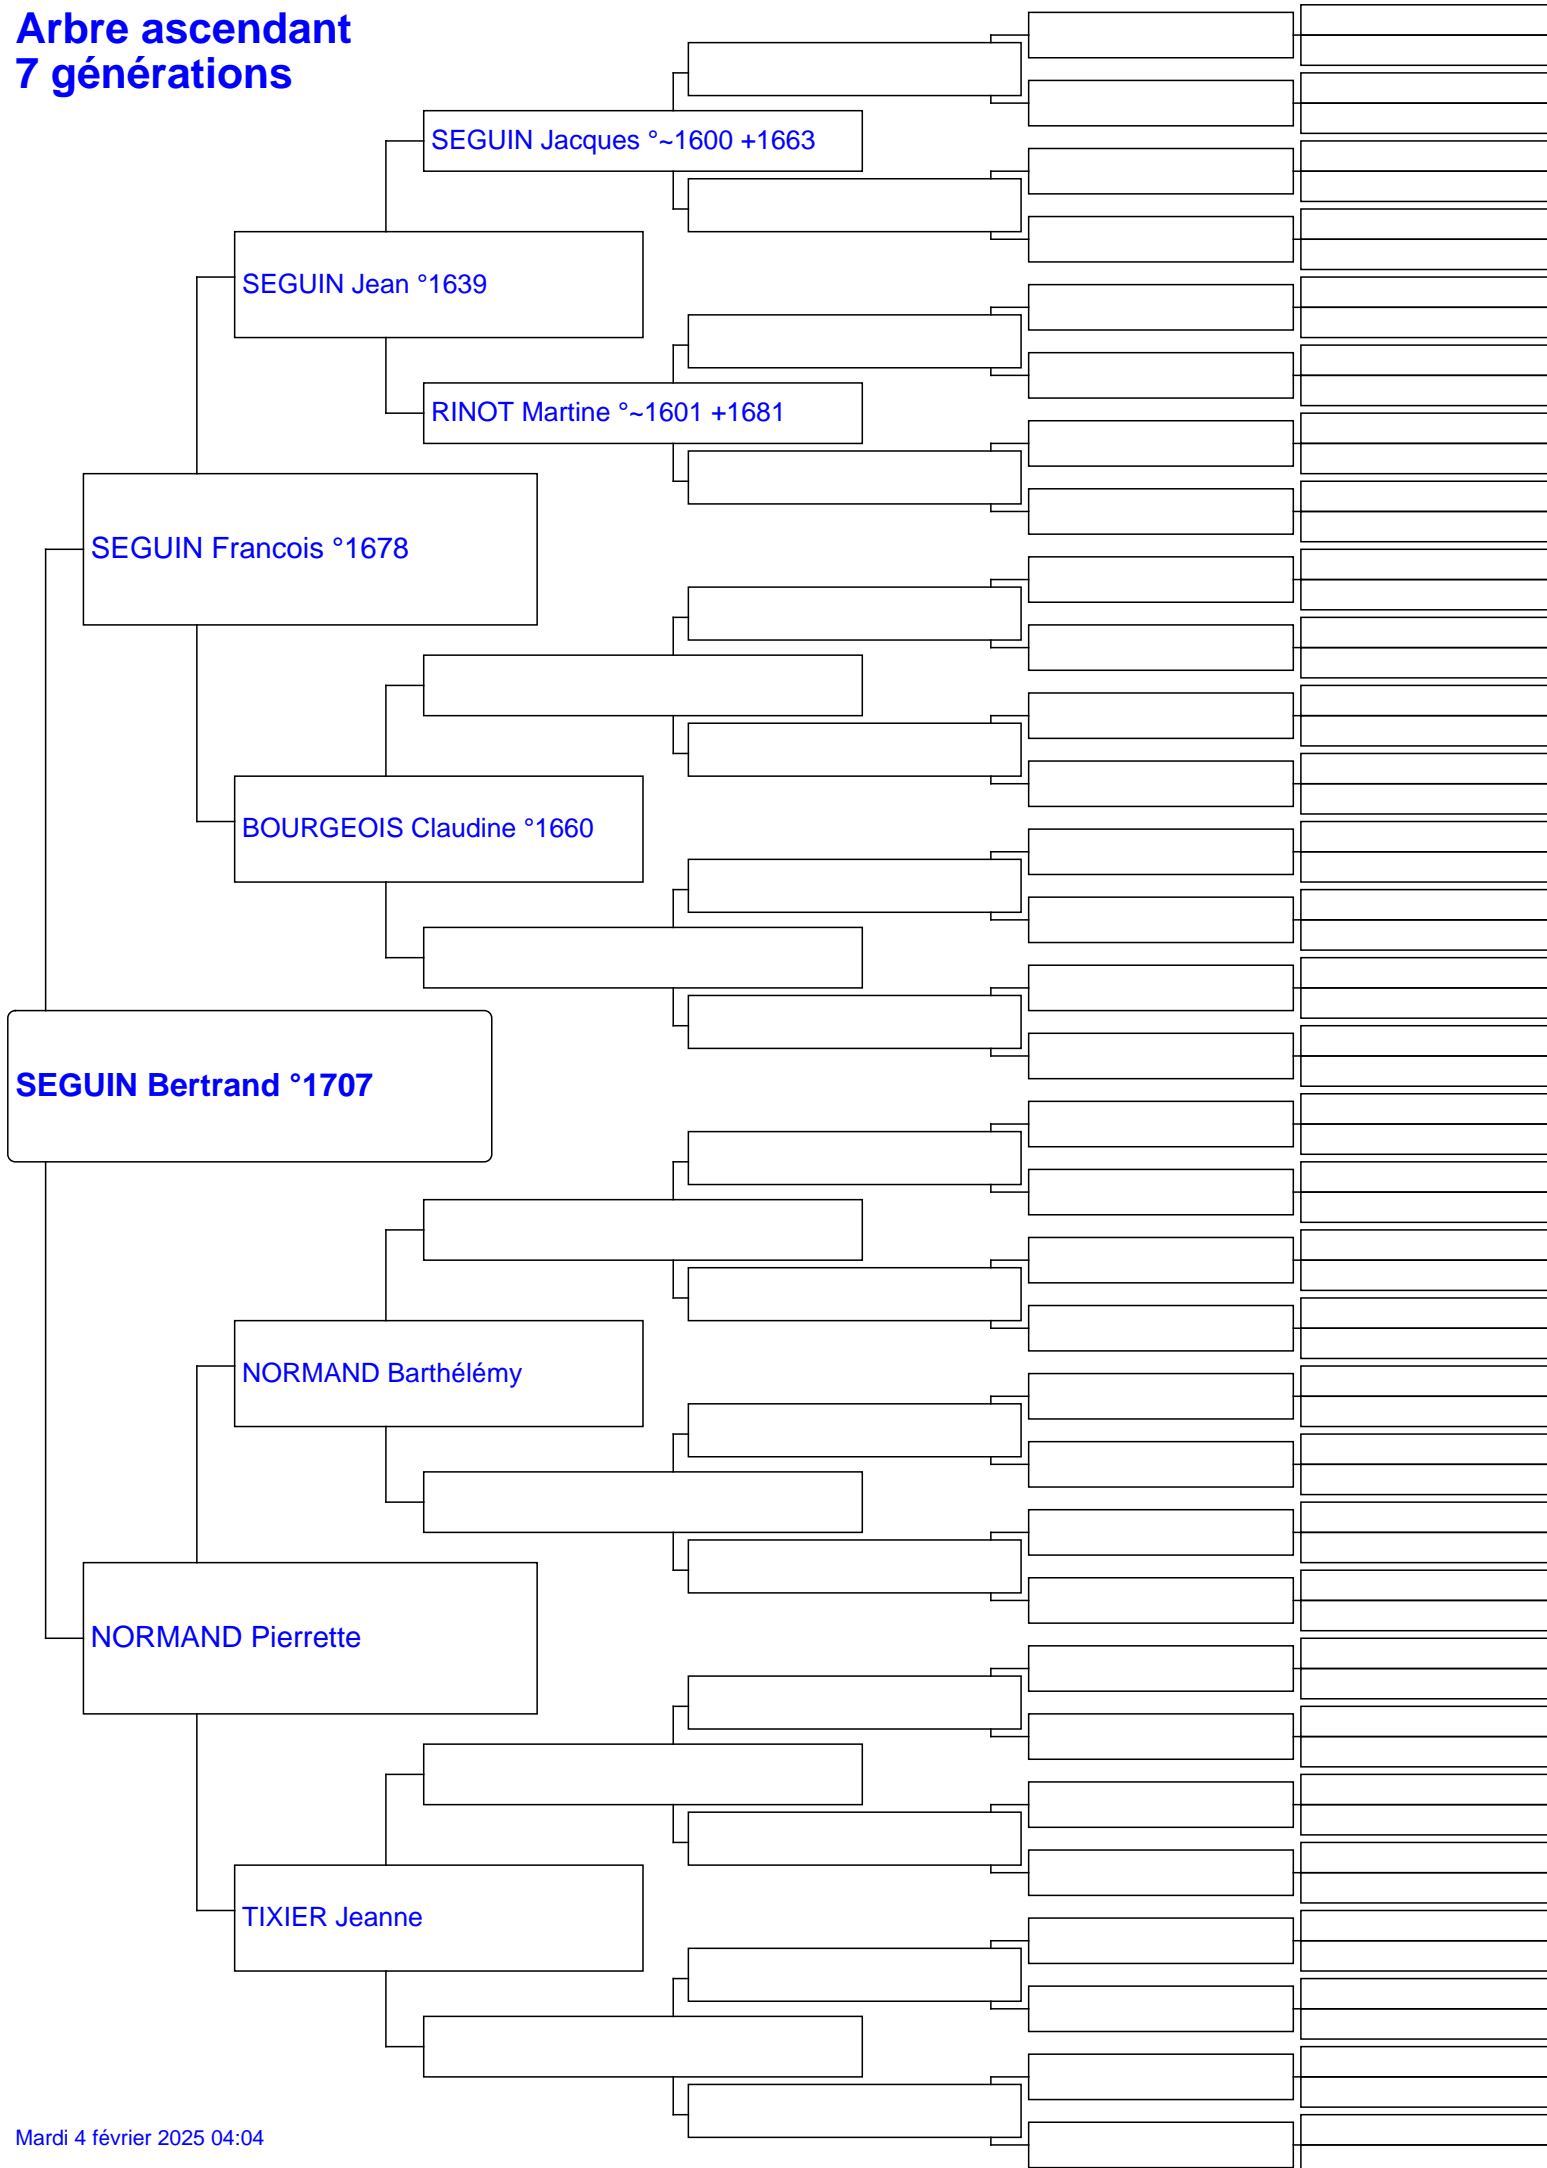 Arbre ascendant
7 générations
SEGUIN Jacques °~1600 +1663
SEGUIN Jean °1639
RINOT Martine °~1601 +1681
SEGUIN Francois °1678
BOURGEOIS Claudine °1660
SEGUIN Bertrand °1707
NORMAND Barthélémy
NORMAND Pierrette
TIXIER Jeanne
Mardi 4 février 2025 04:04